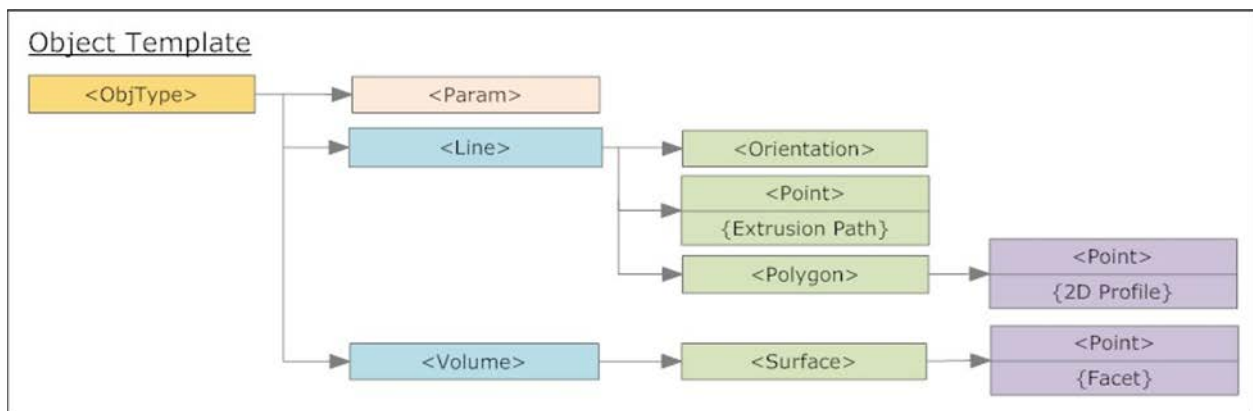 Object Template
<ObjType>
<Param>
<Line>
<Orientation>
<Point>
{Extrusion Path}
<Polygon>
<Point>
{2D Profile}
<Volume>
<Surface>
<Point>
{Facet}